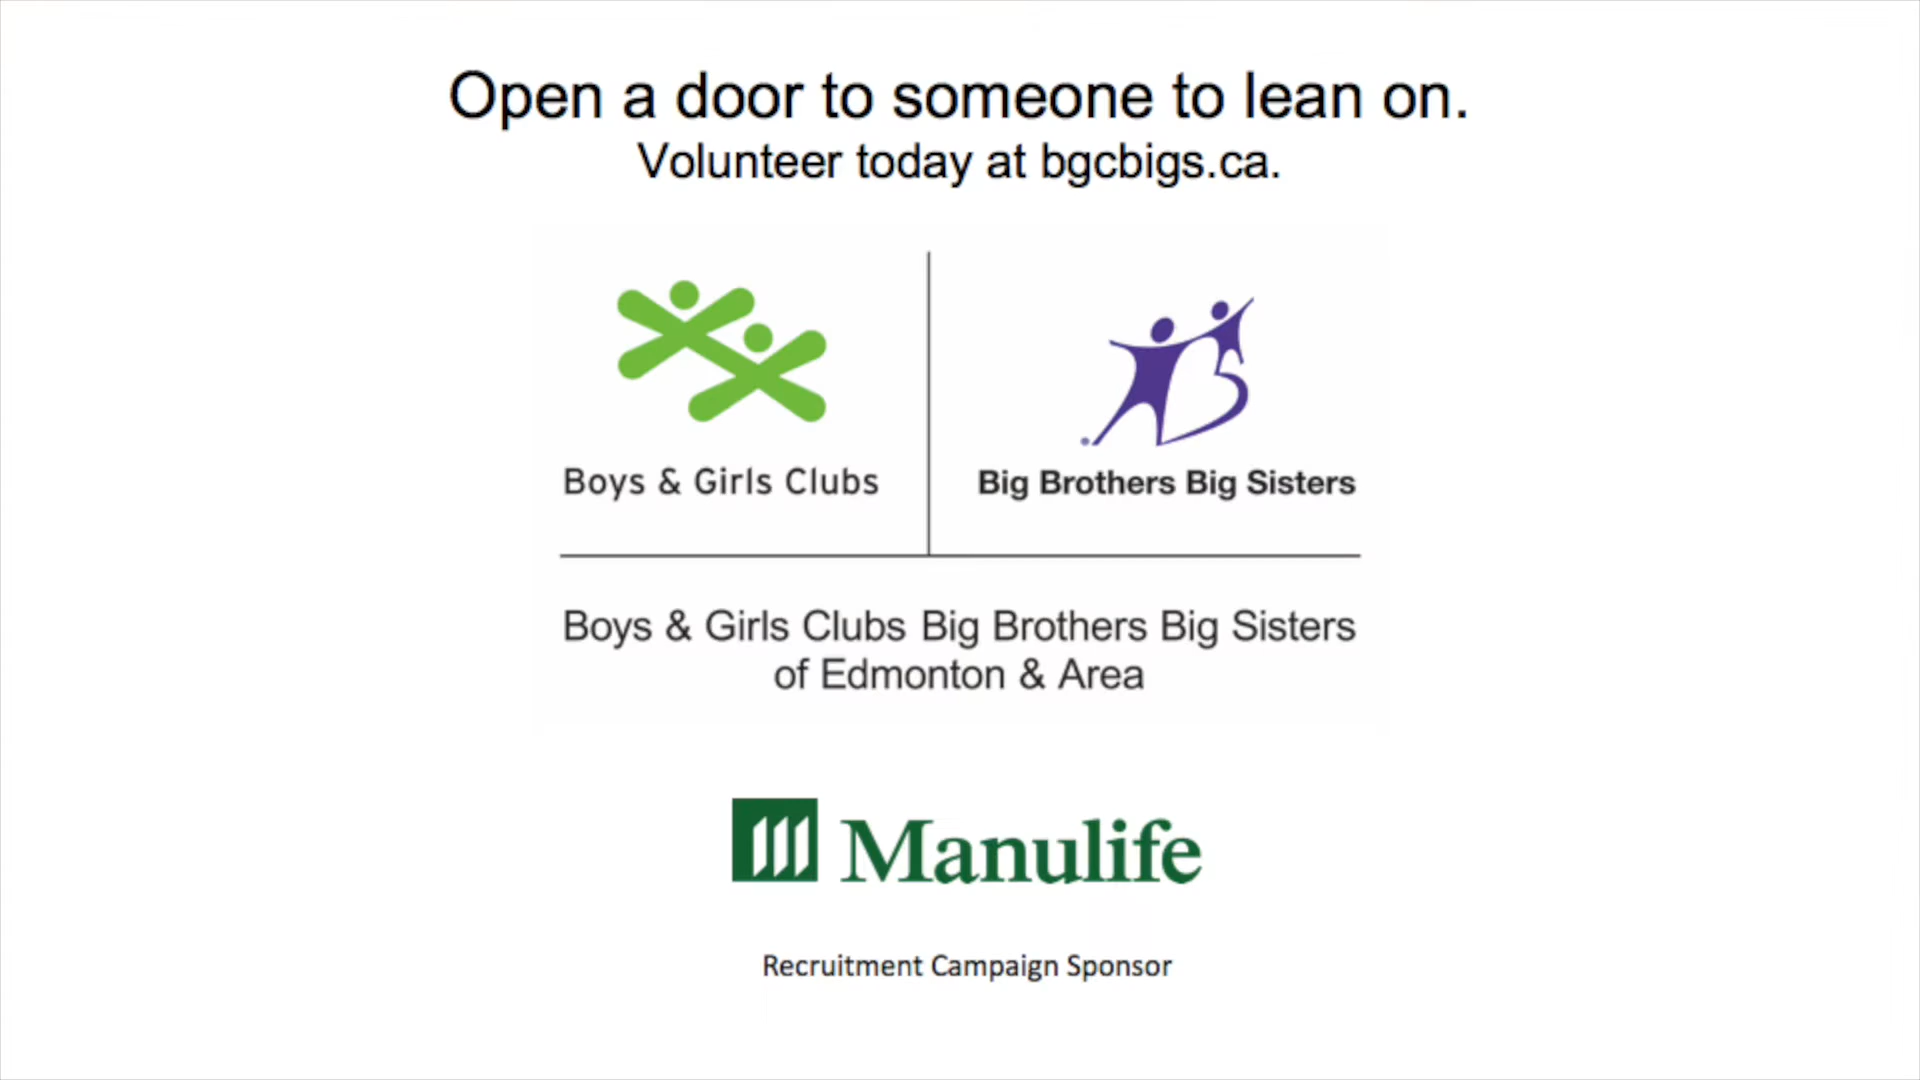 Open a door to someone to lean on.
Volunteer today at bgcbigs.ca.
Boys & Girls Clubs
Big Brothers Big Sisters
Boys & Girls Clubs Big Brothers Big Sisters
of Edmonton & Area
Manulife
Recruitment Campaign Sponsor